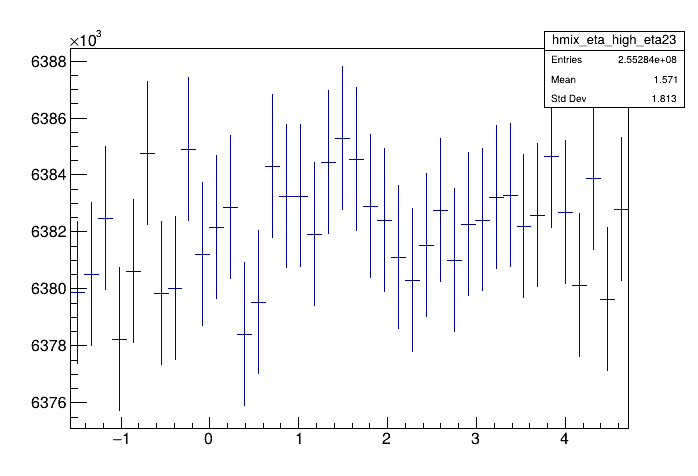 ×10³
hmix_eta_high_eta23
Entries 2.55284e+08
Mean 1.571
Std Dev 1.813
6388
6386
6384
6382
6380
6378
6376
−1 0 1 2 3 4